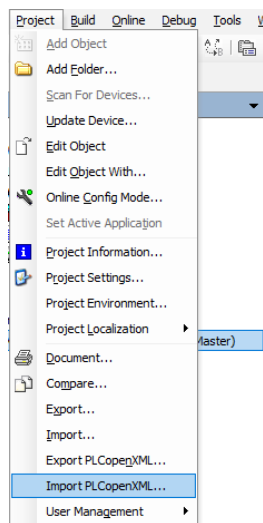 Project Build Online Debug Tools
Add Object
Add Folder...
Scan For Devices...
Update Device...
Edit Object
Edit Object With...
Online Config Mode...
Set Active Application
Project Information...
Project Settings...
Project Environment...
Project Localization
Master)
Document...
Compare...
Export...
Import...
Export PLCopenXML...
Import PLCopenXML...
User Management